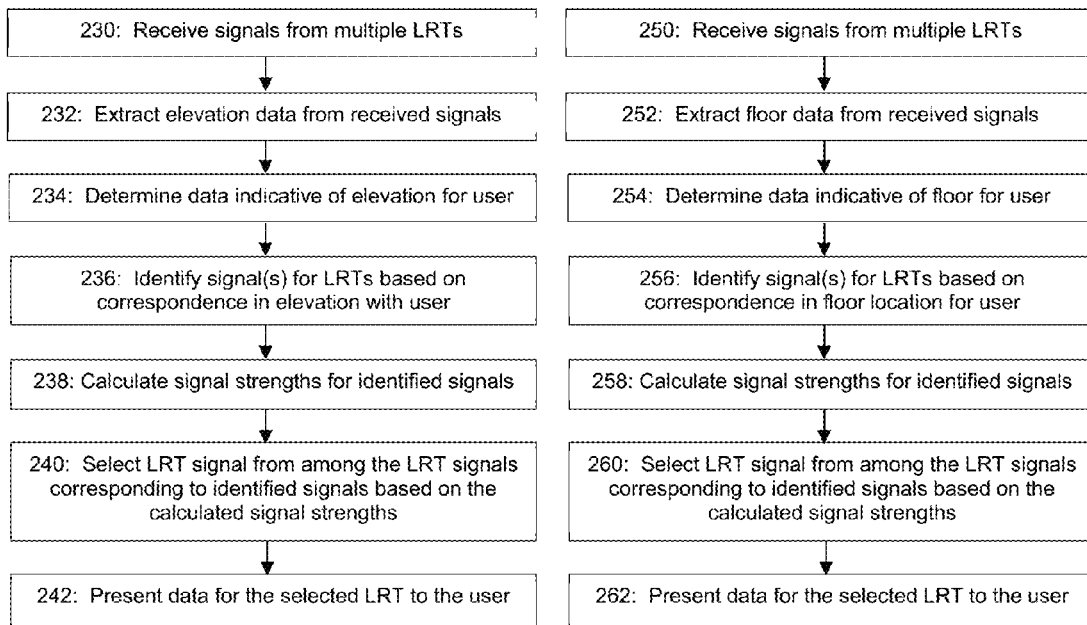 230: Receive signals from multiple LRTs
232: Extract elevation data from received signals
234: Determine data indicative of elevation for user
236: Identify signal(s) for LRTs based on
correspondence in elevation with user
238: Calculate signal strengths for identified signals
240: Select LRT signal from among the LRT signals
corresponding to identified signals based on the
calculated signal strengths
242: Present data for the selected LRT to the user
250: Receive signals from multiple LRTs
252: Extract floor data from received signals
254: Determine data indicative of floor for user
256: Identify signal(s) for LRTs based on
correspondence in floor location for user
258: Calculate signal strengths for identified signals
260: Select LRT signal from among the LRT signals
corresponding to identified signals based on the
calculated signal strengths
262: Present data for the selected LRT to the user